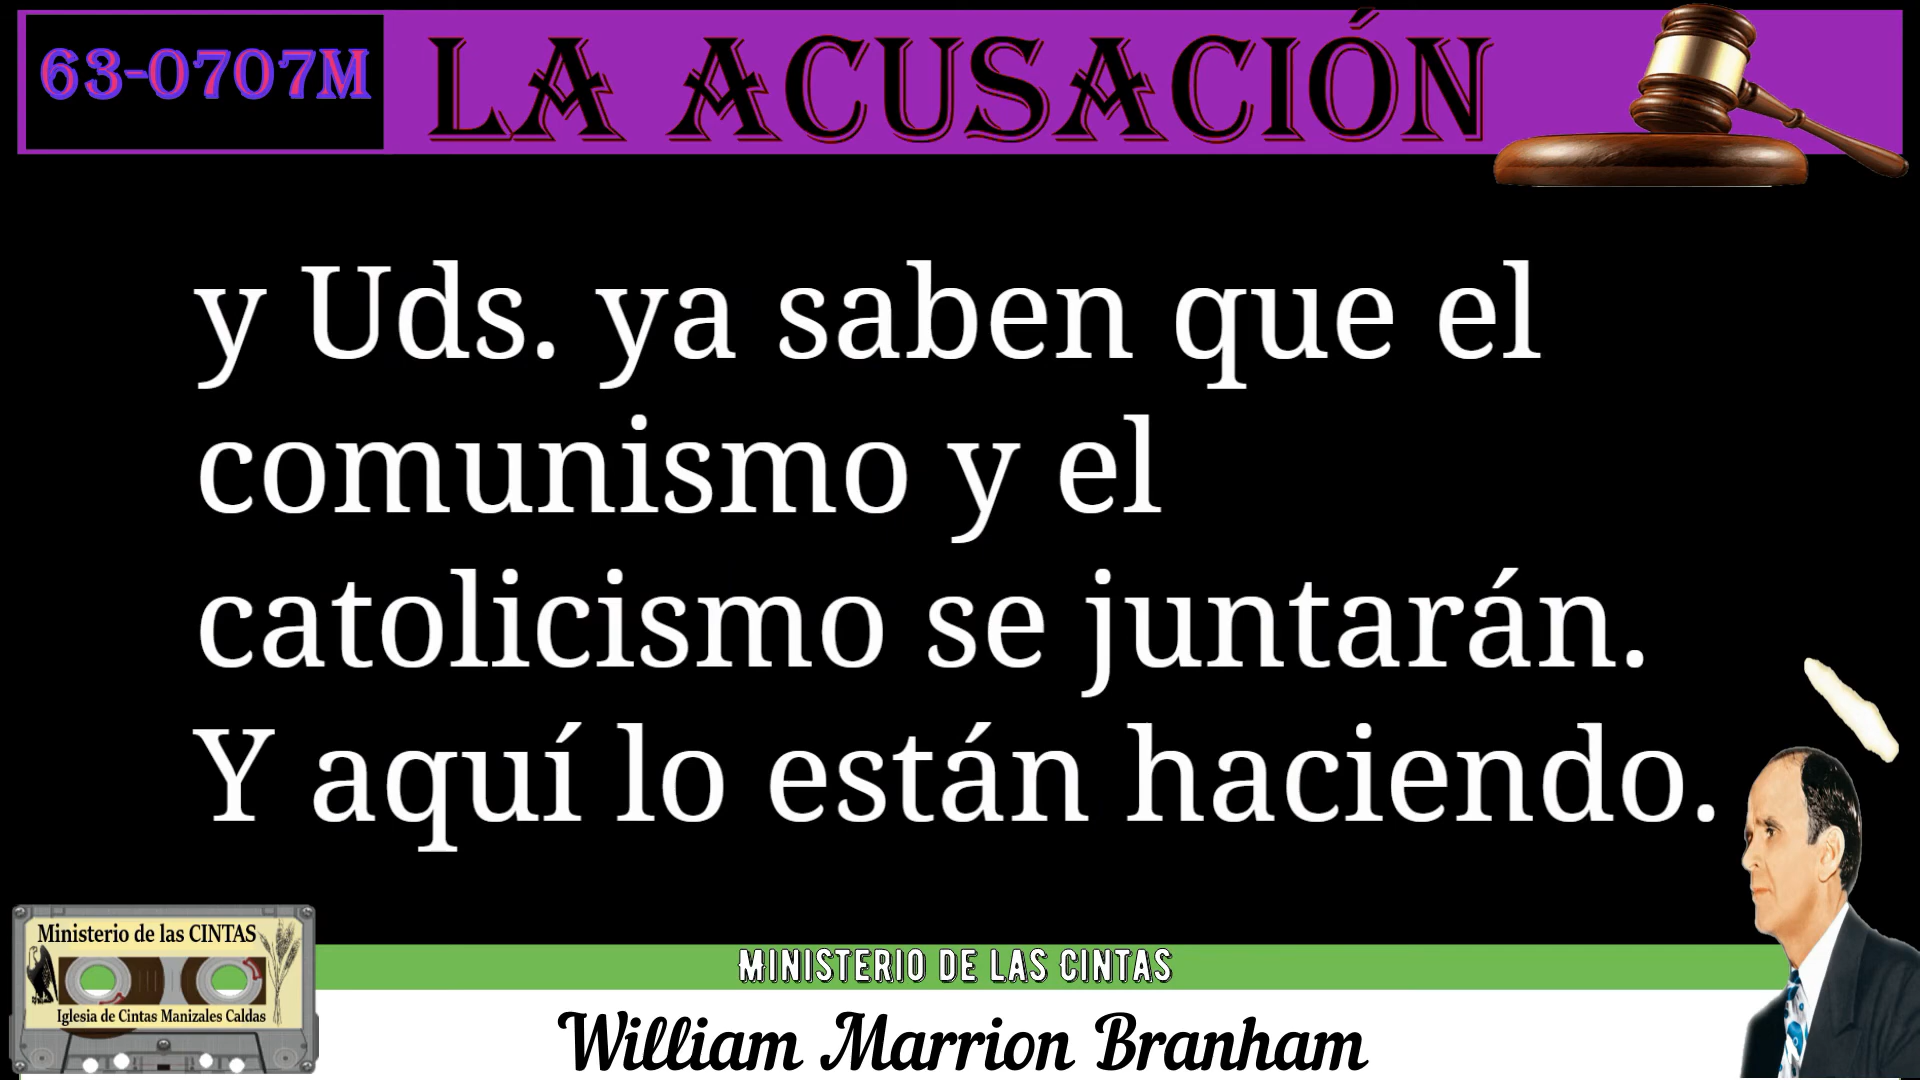 63-0707M
LA ACUSACIÓN
y Uds. ya saben que el
comunismo y el
catolicismo se juntarán.
Y aquí lo están haciendo.
Ministerio de las CINTAS
Iglesia de Cintas Manizales Caldas
MINISTERIO DE LAS CINTAS
William Marrion Branham